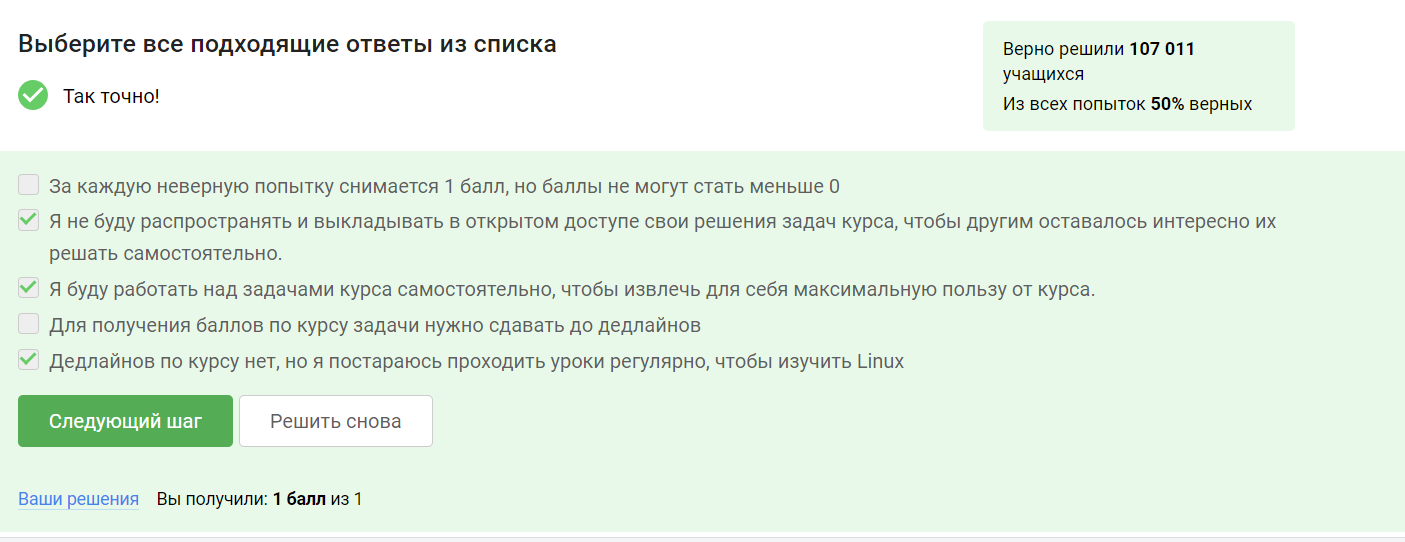 Выберите все подходящие ответы из списка
Так точно!
Верно решили 107 011
учащихся
Из всех попыток 50% верных
За каждую неверную попытку снимается 1 балл, но баллы не могут стать меньше 0
Я не буду распространять и выкладывать в открытом доступе свои решения задач курса, чтобы другим оставалось интересно их
решать самостоятельно.
Я буду работать над задачами курса самостоятельно, чтобы извлечь для себя максимальную пользу от курса.
Для получения баллов по курсу задачи нужно сдавать до дедлайнов
Дедлайнов по курсу нет, но я постараюсь проходить уроки регулярно, чтобы изучить Linux
Следующий шаг
Решить снова
Ваши решения Вы получили: 1 балл из 1